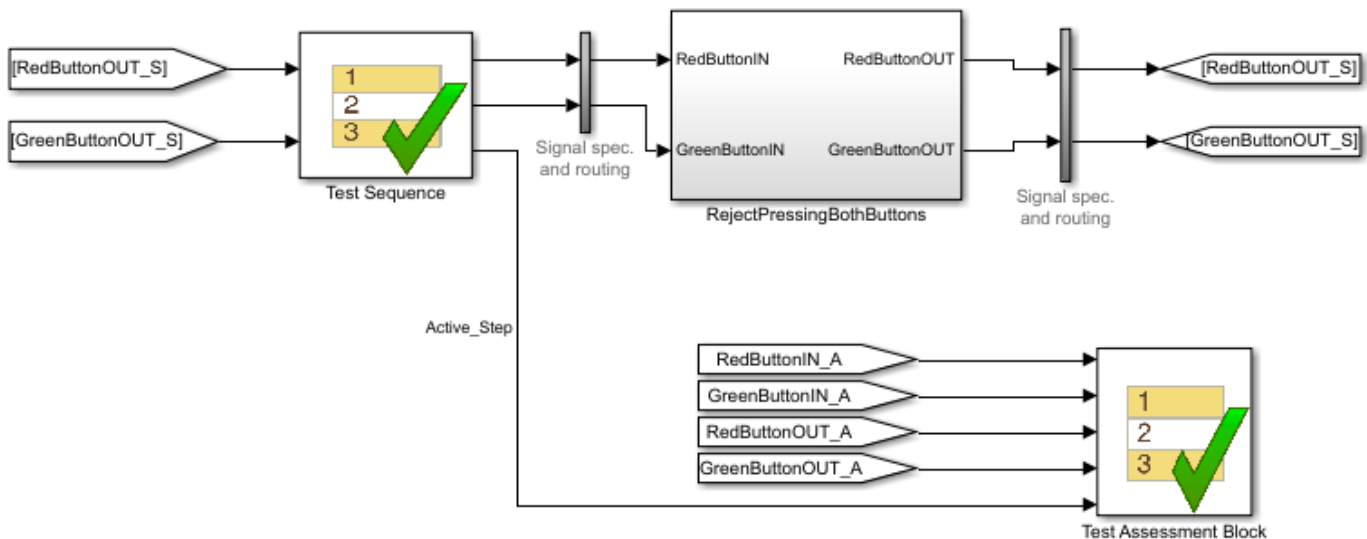 [RedButtonOUT_S]
[GreenButtonOUT_S]
1
2
3
Test Sequence
Signal spec.
and routing
RedButtonIN
RedButtonOUT
GreenButtonIN
GreenButtonOUT
RejectPressingBothButtons
Signal spec.
and routing
[RedButtonOUT_S]
[GreenButtonOUT_S]
Active_Step
RedButtonIN_A
GreenButtonIN_A
RedButtonOUT_A
GreenButtonOUT_A
1
2
3
Test Assessment Block